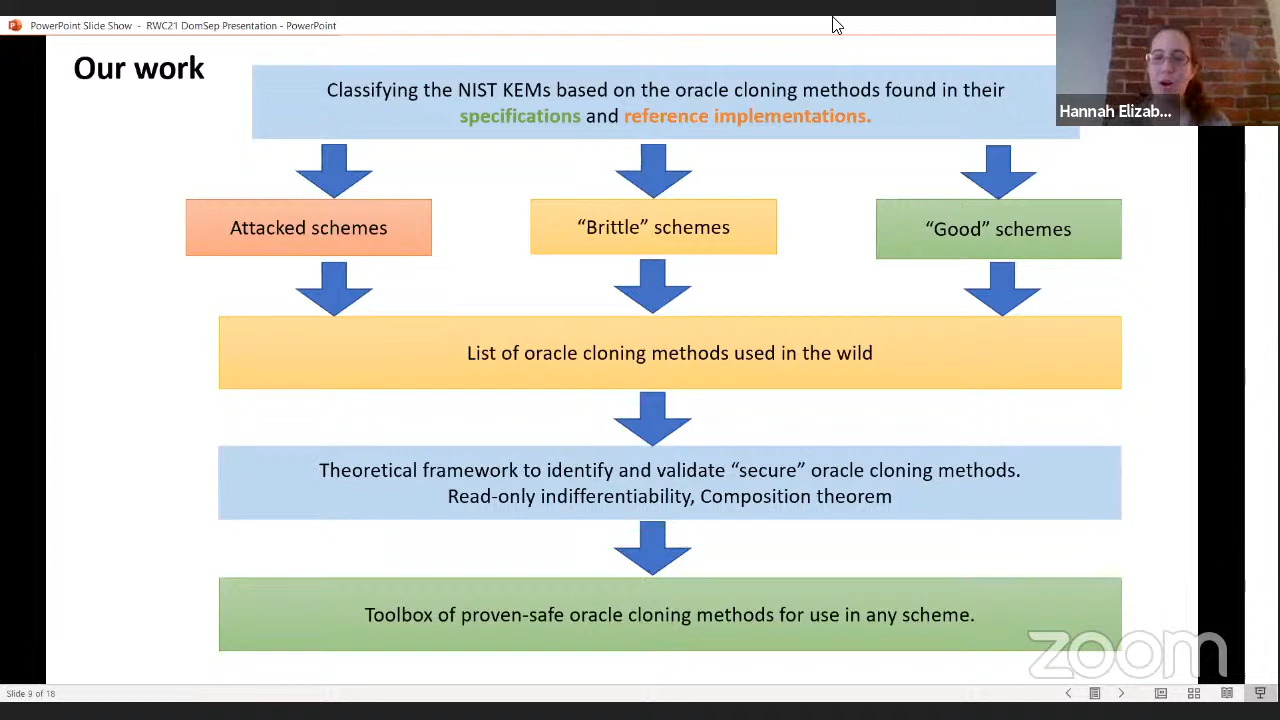 PowerPoint Slide Show - RWC21 DomSep Presentation - PowerPoint
Our work
Classifying the NIST KEMs based on the oracle cloning methods found in their
specifications and reference implementations.
Hannah Elizab...
Attacked schemes
“Brittle” schemes
“Good” schemes
List of oracle cloning methods used in the wild
Theoretical framework to identify and validate “secure” oracle cloning methods.
Read-only indifferentiability, Composition theorem
Toolbox of proven-safe oracle cloning methods for use in any scheme.
zoom
Slide 9 of 18